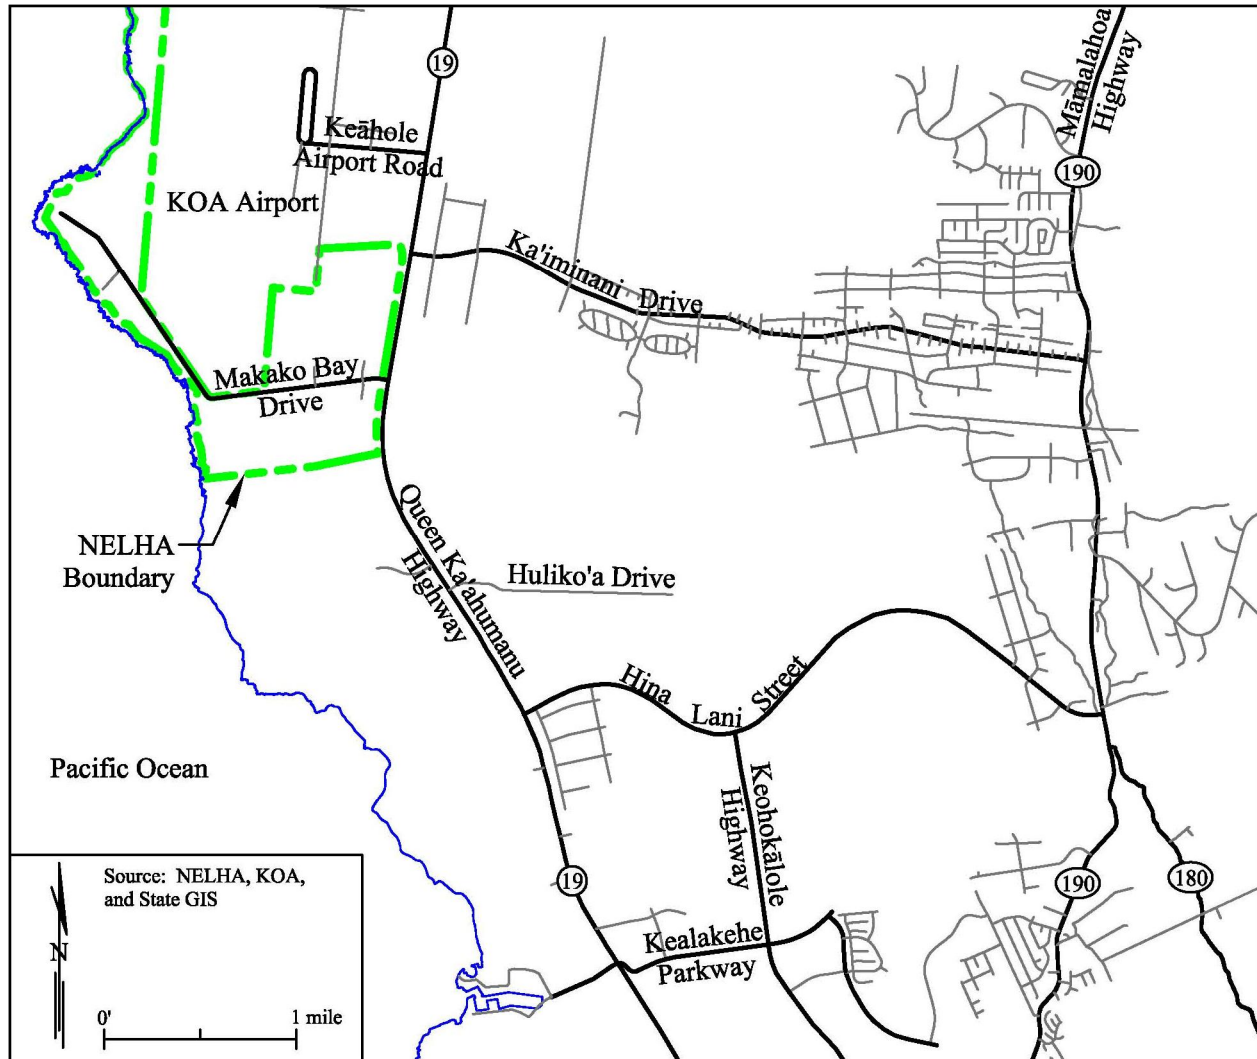 19
Māmalahoa
Highway
Keāhole
Airport Road
190
KOA Airport
Ka'iminani Drive
Makako Bay
Drive
NELHA
Boundary
Queen Ka'ahumanu
Highway
Huliko'a Drive
Hina Lani Street
Pacific Ocean
Keohokālole
Highway
19
190
180
Kealakehe
Parkway
Source: NELHA, KOA,
and State GIS
N
0' 1 mile